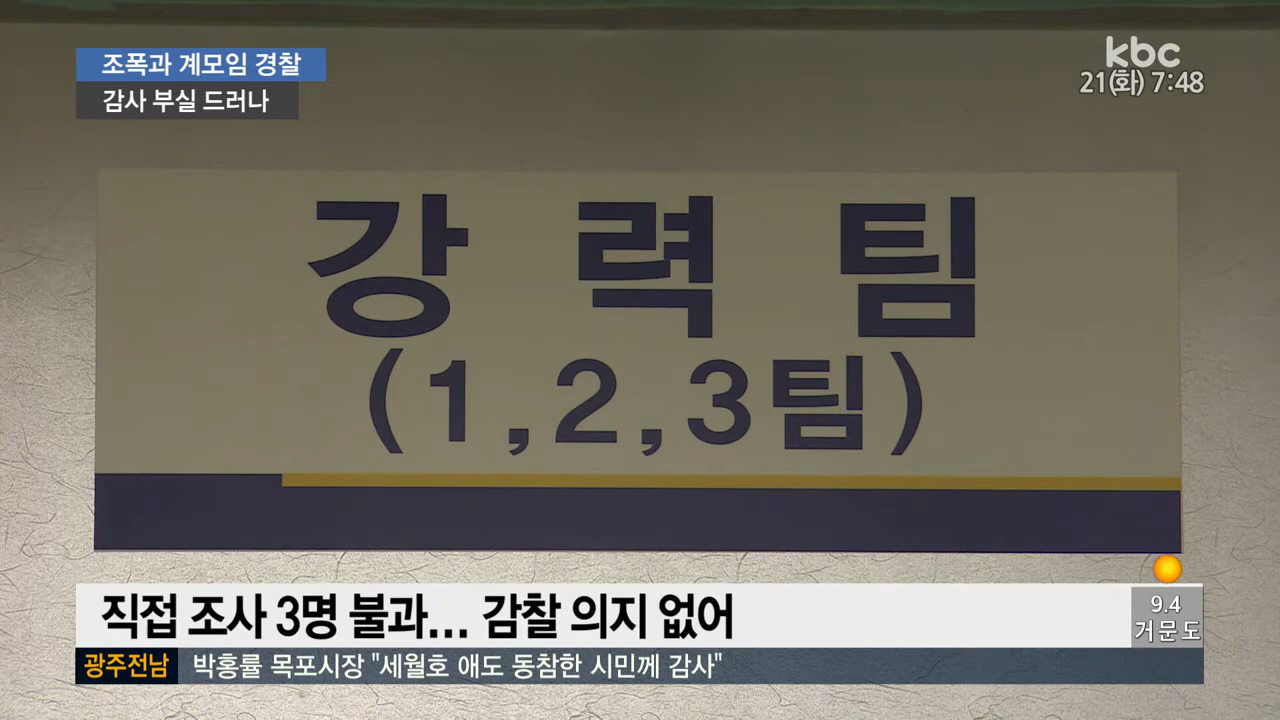 조폭과 계모임 경찰
감사 부실 드러나
kbc
21(화) 7:48
강력팀
(1,2,3팀)
직접 조사 3명 불과... 감찰 의지 없어
9.4
거문도
광주전남 박홍률 목포시장 "세월호 애도 동참한 시민께 감사"